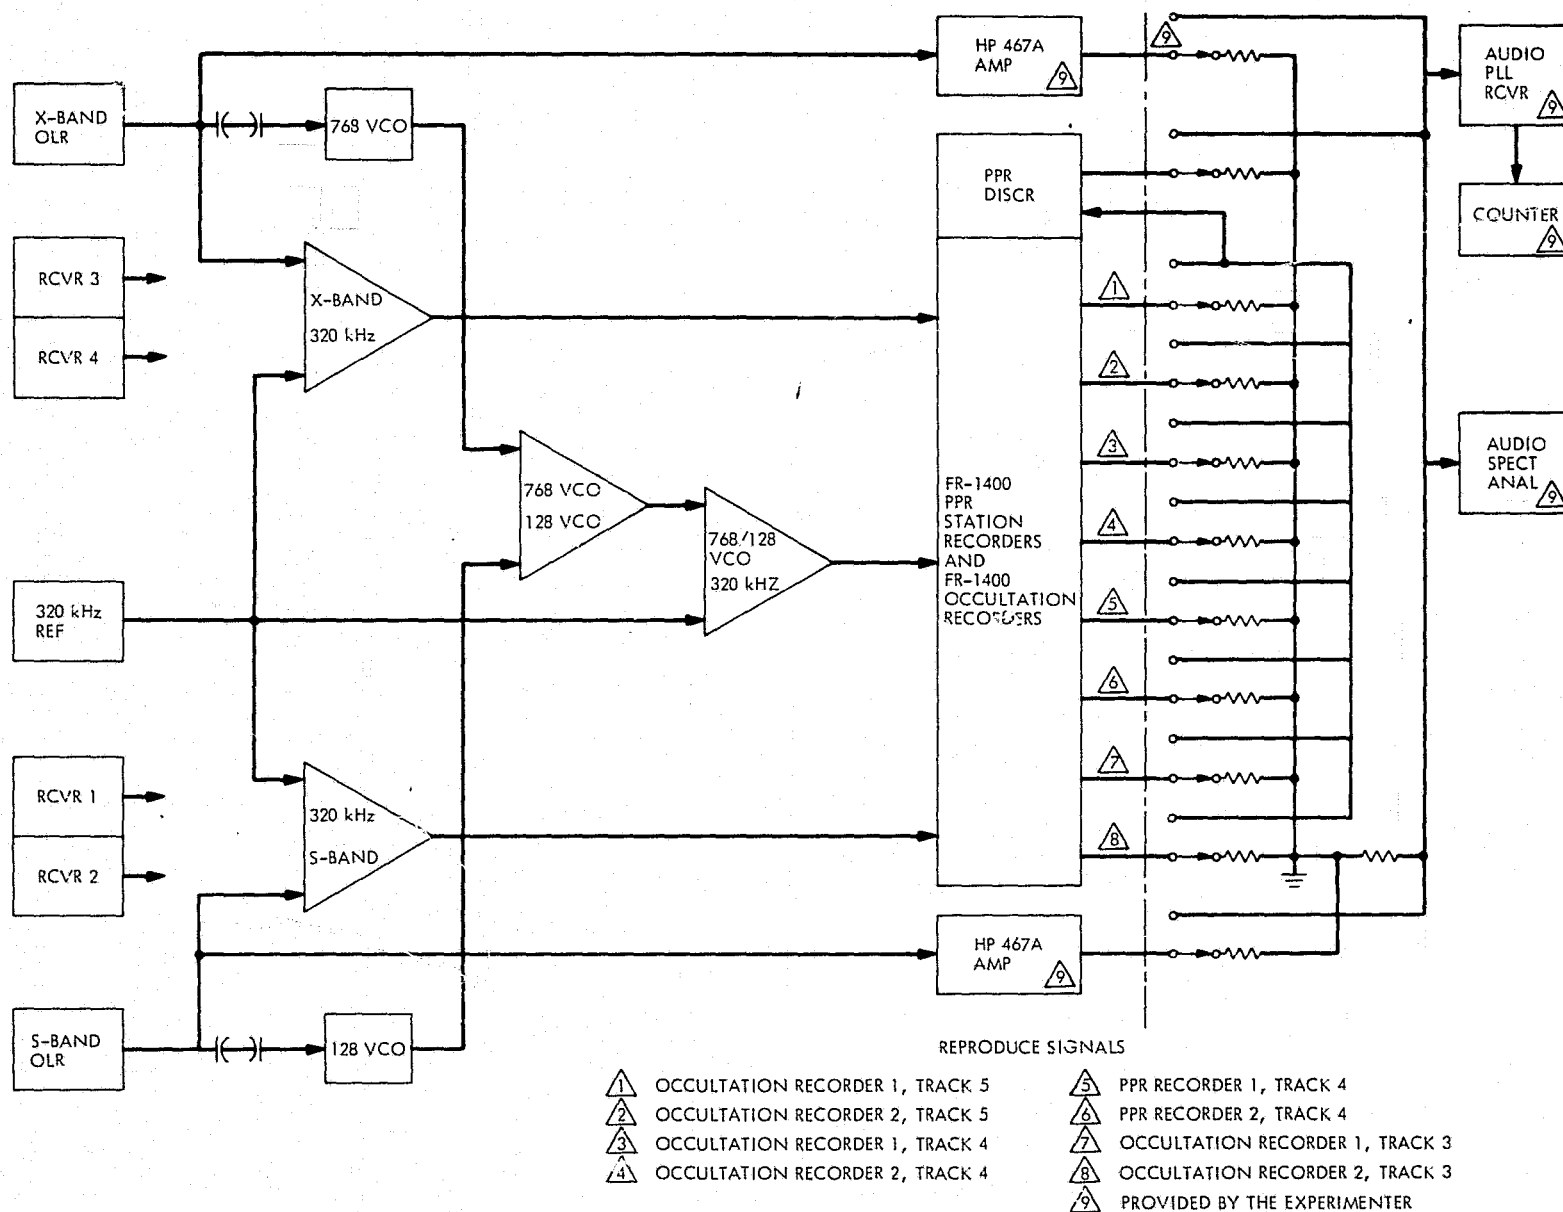 HP 467A
AMP
9
9
AUDIO
PLL
RCVR
9
X-BAND
OLR
768 VCO
PPR
DISCR
COUNTER
9
RCVR 3
RCVR 4
X-BAND
320 kHz
1
2
3
4
5
6
7
8
768 VCO
128 VCO
768/128
VCO
320 kHZ
FR-1400
PPR
STATION
RECORDERS
AND
FR-1400
OCCULTATION
RECORDERS
AUDIO
SPECT
ANAL
9
320 kHz
REF
RCVR 1
RCVR 2
320 kHz
S-BAND
HP 467A
AMP
9
S-BAND
OLR
128 VCO
REPRODUCE SIGNALS
1 OCCULTATION RECORDER 1, TRACK 5
2 OCCULTATION RECORDER 2, TRACK 5
3 OCCULTATION RECORDER 1, TRACK 4
4 OCCULTATION RECORDER 2, TRACK 4
5 PPR RECORDER 1, TRACK 4
6 PPR RECORDER 2, TRACK 4
7 OCCULTATION RECORDER 1, TRACK 3
8 OCCULTATION RECORDER 2, TRACK 3
9 PROVIDED BY THE EXPERIMENTER